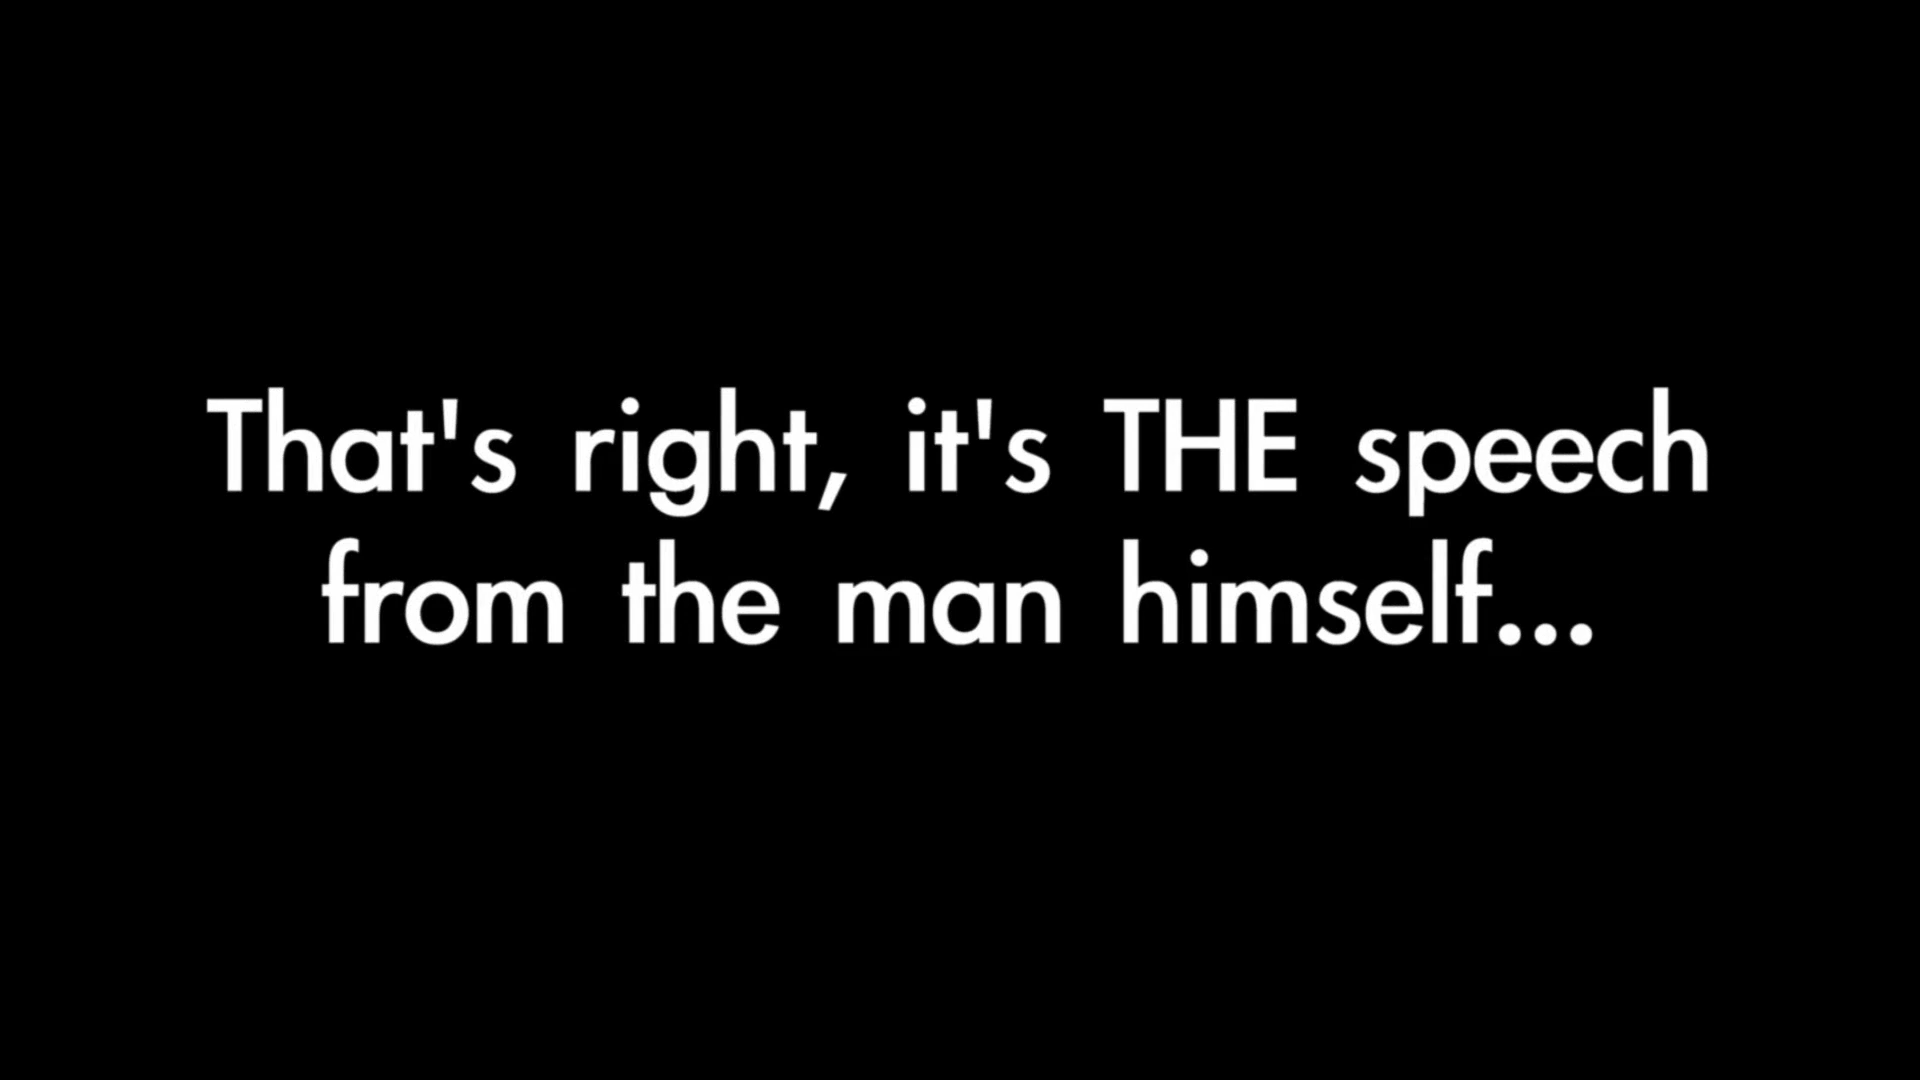 That's right, it's THE speech
from the man himself...